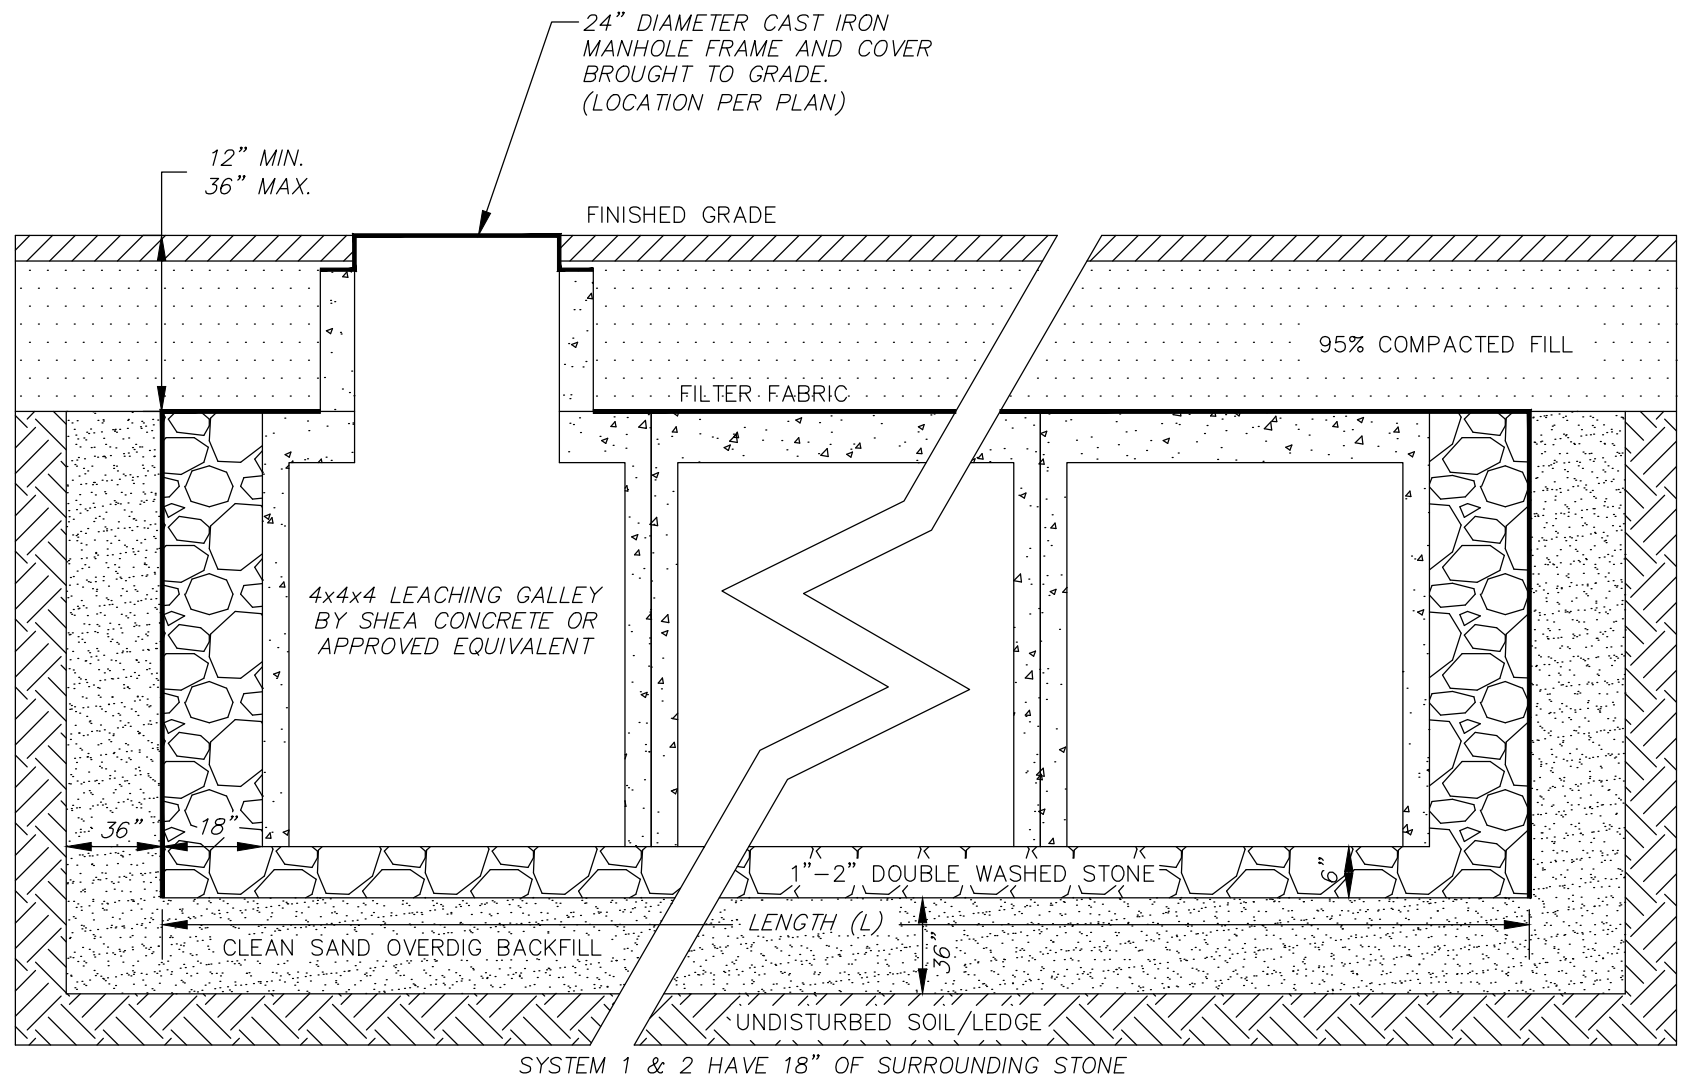 24" DIAMETER CAST IRON
MANHOLE FRAME AND COVER
BROUGHT TO GRADE.
(LOCATION PER PLAN)
12" MIN.
36" MAX.
FINISHED GRADE
95% COMPACTED FILL
FILTER FABRIC
4x4x4 LEACHING GALLEY
BY SHEA CONCRETE OR
APPROVED EQUIVALENT
36"
18"
1"-2" DOUBLE WASHED STONE
6"
LENGTH (L)
CLEAN SAND OVERDIG BACKFILL
36"
UNDISTURBED SOIL/LEDGE
SYSTEM 1 & 2 HAVE 18" OF SURROUNDING STONE